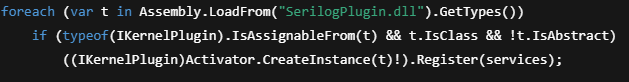 foreach (var t in Assembly.LoadFrom("SerilogPlugin.dll").GetTypes())
if (typeof(IKernelPlugin).IsAssignableFrom(t) && t.IsClass && !t.IsAbstract)
((IKernelPlugin)Activator.CreateInstance(t)!).Register(services);